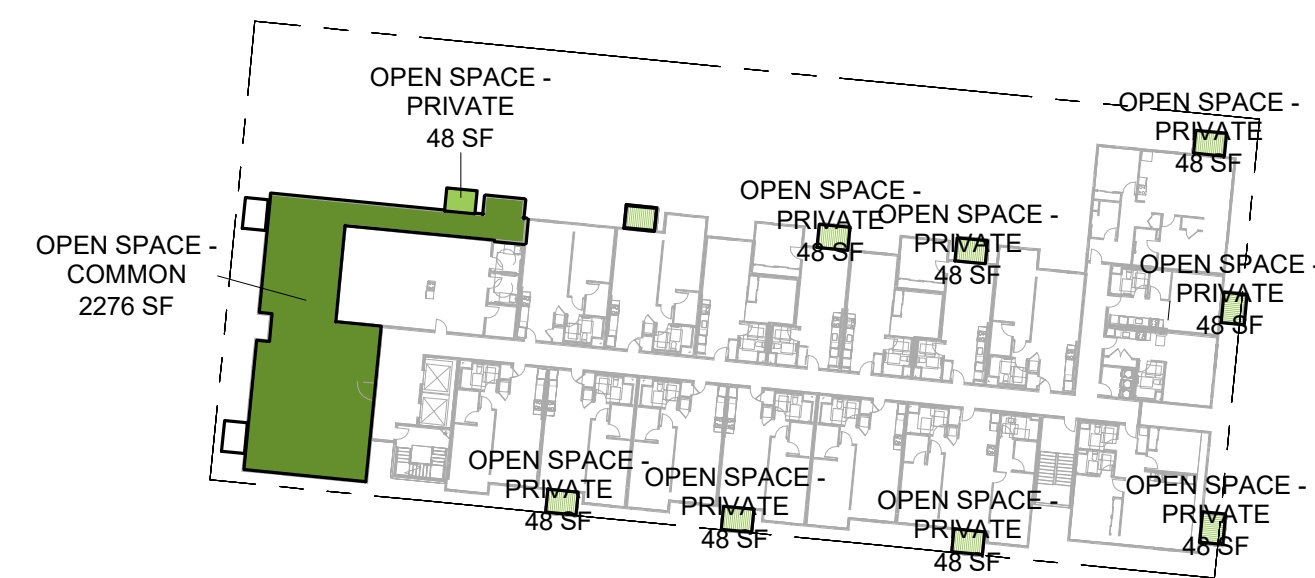 OPEN SPACE -
PRIVATE
48 SF
OPEN SPACE -
PRIVATE
48 SF
OPEN SPACE -
PRIVATE
48 SF
OPEN SPACE -
PRIVATE
48 SF
OPEN SPACE -
COMMON
2276 SF
OPEN SPACE -
PRIVATE
48 SF
OPEN SPACE -
PRIVATE
48 SF
OPEN SPACE -
PRIVATE
48 SF
OPEN SPACE -
PRIVATE
48 SF
OPEN SPACE -
PRIVATE
48 SF